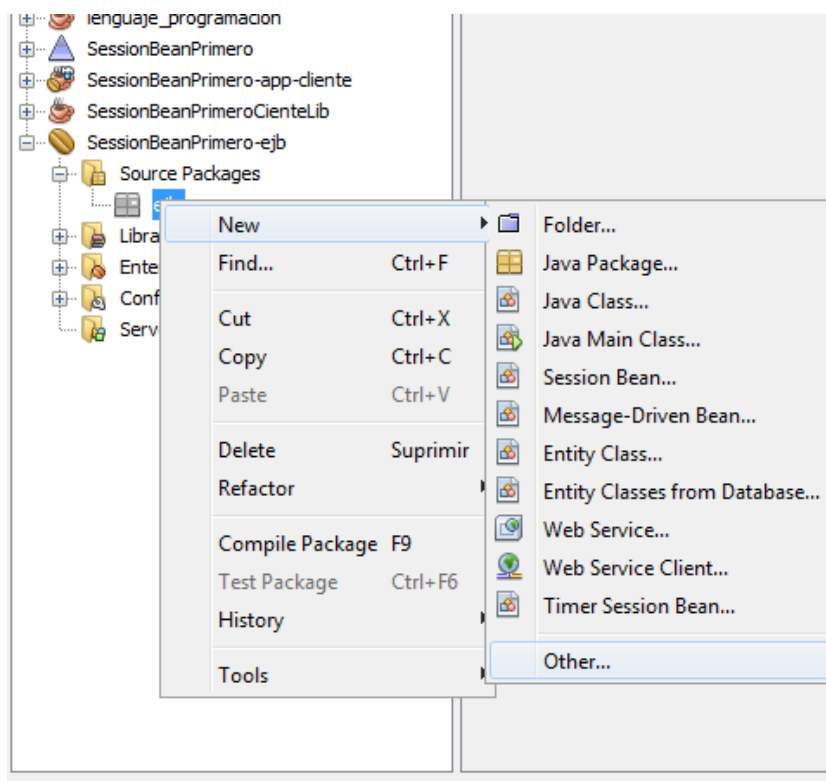 lenguaje_programacion
SessionBeanPrimero
SessionBeanPrimero-app-cliente
SessionBeanPrimeroCienteLib
SessionBeanPrimero-ejb
Source Packages
Libra
Ente
Conf
Serv
New
Find... Ctrl+F
Cut Ctrl+X
Copy Ctrl+C
Paste Ctrl+V
Delete Suprimir
Refactor
Compile Package F9
Test Package Ctrl+F6
History
Tools
Folder...
Java Package...
Java Class...
Java Main Class...
Session Bean...
Message-Driven Bean...
Entity Class...
Entity Classes from Database...
Web Service...
Web Service Client...
Timer Session Bean...
Other...